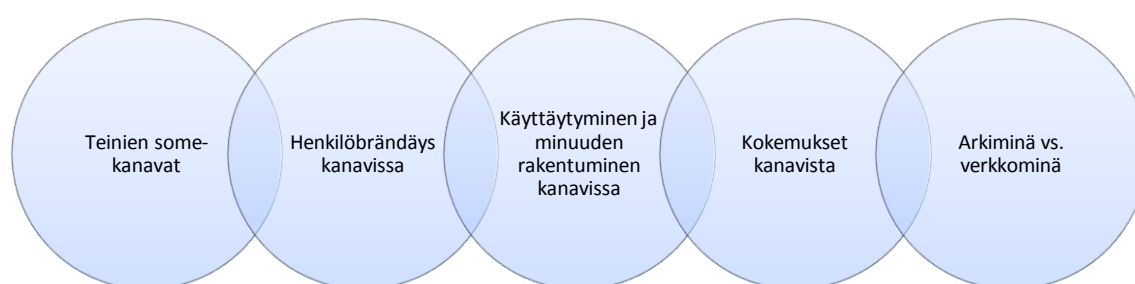 Teinien some-
kanavat
Henkilöbrändäys
kanavissa
Käyttäytyminen ja
minuuden
rakentuminen
kanavissa
Kokemukset
kanavista
Arkiminä vs.
verkkominä